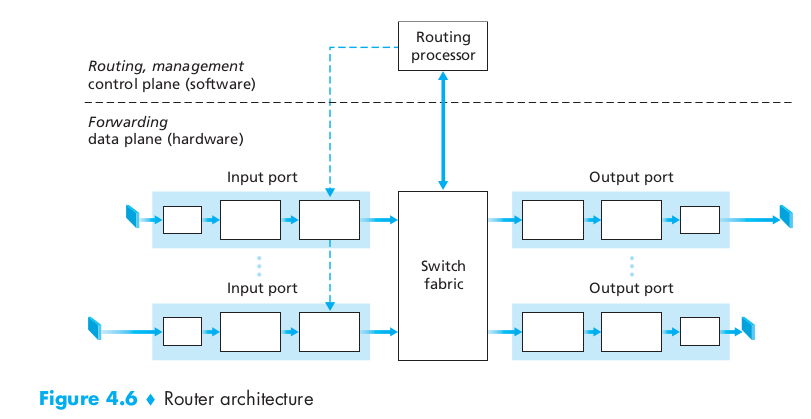 Routing
processor
Routing, management
control plane (software)
Forwarding
data plane (hardware)
Input port
Output port
Switch
fabric
Input port
Output port
Figure 4.6 ♦ Router architecture